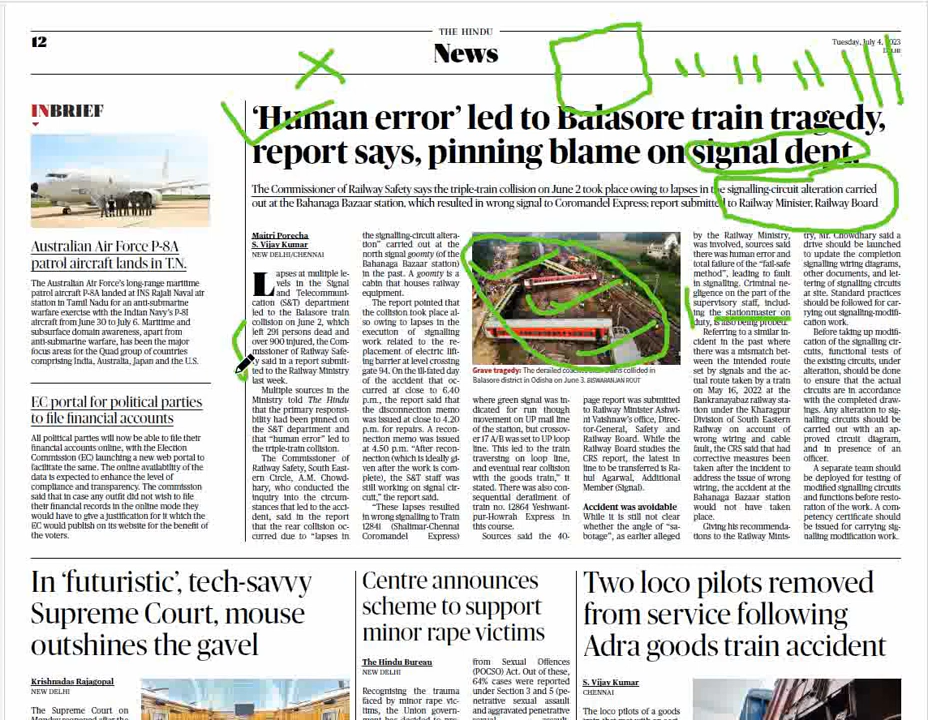 12
THE HINDU
News
Tuesday, July 4, 2023
DELHI
INBRIEF
Australian Air Force P-8A
patrol aircraft lands in T.N.
The Australian Air Force's long-range maritime
patrol aircraft P-8A landed at INS Rajali Naval air
station in Tamil Nadu for an anti-submarine
warfare exercise with the Indian Navy's P-8I
aircraft from June 30 to July 6. Maritime and
subsurface domain awareness, apart from
anti-submarine warfare, has been the major
focus areas for the Quad group of countries
comprising India, Australia, Japan and the U.S.
EC portal for political parties
to file financial accounts
All political parties will now be able to file their
financial accounts online, with the Election
Commission (EC) launching a new web portal to
facilitate the same. The online availability of the
data is expected to enhance the level of
compliance and transparency. The commission
said that in case any outfit did not wish to file
their financial records in the online mode they
would have to give a justification for it which the
EC would publish on its website for the benefit of
the voters.
'Human error' led to Balasore train tragedy,
report says, pinning blame on signal dept.
The Commissioner of Railway Safety says the triple-train collision on June 2 took place owing to lapses in the signalling-circuit alteration carried
out at the Bahanaga Bazaar station, which resulted in wrong signal to Coromandel Express; report submitted to Railway Minister, Railway Board
Maitri Porecha
S. Vijay Kumar
NEW DELHI/CHENNAI
Lapses at multiple le-
vels in the Signal
and Telecommuni-
cation (S&T) department
led to the Balasore train
collision on June 2, which
left 291 persons dead and
over 900 injured, the Com-
missioner of Railway Safe-
ty said in a report submit-
ted to the Railway Ministry
last week.
Multiple sources in the
Ministry told The Hindu
that the primary responsi-
bility had been pinned on
the S&T department and
that "human error" led to
the triple-train collision.
The Commissioner of
Railway Safety, South East-
ern Circle, A.M. Chowd-
hary, who conducted the
inquiry into the circums-
tances that led to the acci-
dent, said in the report
that the rear collision oc-
curred due to "lapses in
the signalling-circuit altera-
tion" carried out at the
north signal goomty (of the
Bahanaga Bazaar station)
in the past. A goomty is a
cabin that houses railway
equipment.
The report pointed that
the collision took place al-
so owing to lapses in the
execution of signalling
work related to the re-
placement of electric lift-
ing barrier at level crossing
gate 94. On the ill-fated day
of the accident that oc-
curred at close to 6.40
p.m., the report said that
the disconnection memo
was issued at close to 4.20
p.m. for repairs. A recon-
nection memo was issued
at 4.50 p.m. "After recon-
nection (which is ideally gi-
ven after the work is com-
plete), the S&T staff was
still working on signal cir-
cuit," the report said.
"These lapses resulted
in wrong signalling to Train
12841 (Shalimar-Chennai
Coromandel Express)
Grave tragedy: The derailed coaches
collided in
Balasore district in Odisha on June 3. BISWARANJAN ROUT
where green signal was in-
dicated for run though
movement on UP mail line
of the station, but crossov-
er 17 A/B was set to UP loop
line. This led to the train
traversing on loop line,
and eventual rear collision
with the goods train," it
stated. There was also con-
sequential derailment of
train no. 12864 Yeshwant-
pur-Howrah Express in
this course.
Sources said the 40-
page report was submitted
to Railway Minister Ashwi-
ni Vaishnaw's office, Direc-
tor-General, Safety and
Railway Board. While the
Railway Board studies the
CRS report, the latest in
line to be transferred is Ra-
hul Agarwal, Additional
Member (Signal).
Accident was avoidable
While it is still not clear
whether the angle of "sa-
botage", as earlier alleged
by the Railway Ministry,
was involved, sources said
there was human error and
total failure of the "fail-safe
method", leading to fault
in signalling. Criminal ne-
gligence on the part of the
supervisory staff, includ-
ing the stationmaster on
duty, is also being probed.
Referring to a similar in-
cident in the past where
there was a mismatch bet-
ween the intended route
set by signals and the
actual route taken by a train
on May 16, 2022 at the
Bankranayabaz railway sta-
tion under the Kharagpur
Division of South Eastern
Railway on account of
wrong wiring and cable
fault, the CRS said that had
corrective measures been
taken after the incident to
address the issue of wrong
wiring, the accident at the
Bahanaga Bazaar station
would not have taken
place.
Giving his recommenda-
tions to the Railway Minis-
try, Mr. Chowdhary said a
drive should be launched
to update the completion
signalling wiring diagrams,
other documents, and let-
tering of signalling circuits
at site. Standard practices
should be followed for car-
rying out signalling-modifi-
cation work.
Before taking up modifi-
cation of the signalling cir-
cuits, functional tests of
the existing circuits, under
alteration, should be done
to ensure that the actual
circuits are in accordance
with the completed draw-
ings. Any alteration to sig-
nalling circuits should be
carried out with an ap-
proved circuit diagram,
and in presence of an
officer.
A separate team should
be deployed for testing of
modified signalling circuits
and functions before resto-
ration of the work. A com-
petency certificate should
be issued for carrying sig-
nalling modification work.
In 'futuristic', tech-savvy
Supreme Court, mouse
outshines the gavel
Krishnadas Rajagopal
NEW DELHI
The Supreme Court on
Centre announces
scheme to support
minor rape victims
The Hindu Bureau
NEW DELHI
Recognising the trauma
faced by minor rape vic-
tims, the Union govern-
from Sexual Offences
(POCSO) Act. Out of these,
64% cases were reported
under Section 3 and 5 (pe-
netrative sexual assault
and aggravated penetrative
Two loco pilots removed
from service following
Adra goods train accident
S. Vijay Kumar
CHENNAI
The loco pilots of a goods